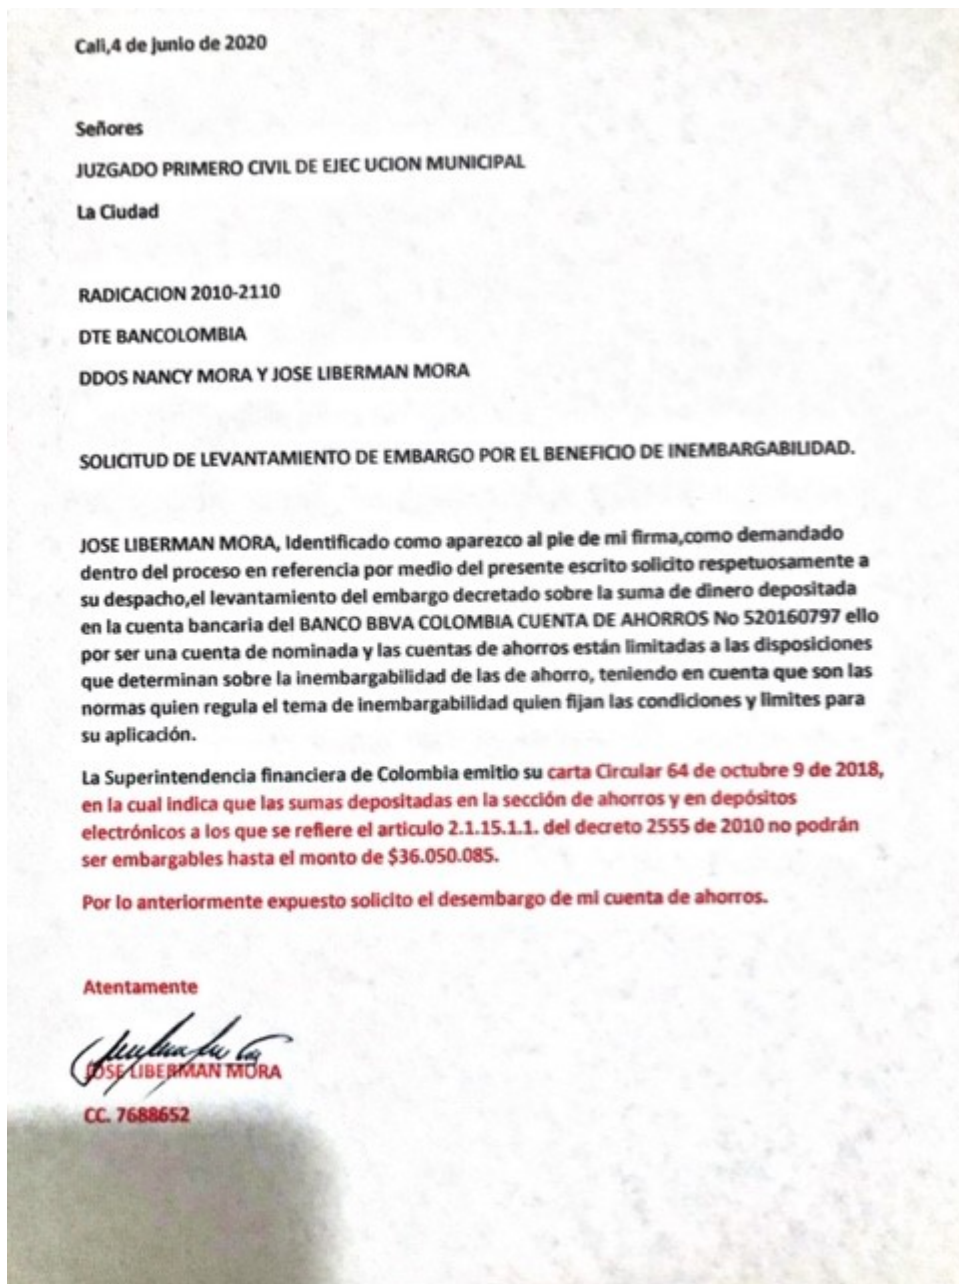 Cali,4 de junio de 2020
Señores
JUZGADO PRIMERO CIVIL DE EJEC UCION MUNICIPAL
La Ciudad
RADICACION 2010-2110
DTE BANCOLOMBIA
DDOS NANCY MORA Y JOSE LIBERMAN MORA
SOLICITUD DE LEVANTAMIENTO DE EMBARGO POR EL BENEFICIO DE INEMBARGABILIDAD.
JOSE LIBERMAN MORA, Identificado como aparezco al pie de mi firma,como demandado
dentro del proceso en referencia por medio del presente escrito solicito respetuosamente a
su despacho,el levantamiento del embargo decretado sobre la suma de dinero depositada
en la cuenta bancaria del BANCO BBVA COLOMBIA CUENTA DE AHORROS No 520160797 ello
por ser una cuenta de nominada y las cuentas de ahorros están limitadas a las disposiciones
que determinan sobre la inembargabilidad de las de ahorro, teniendo en cuenta que son las
normas quien regula el tema de inembargabilidad quien fijan las condiciones y limites para
su aplicación.
La Superintendencia financiera de Colombia emitio su carta Circular 64 de octubre 9 de 2018,
en la cual indica que las sumas depositadas en la sección de ahorros y en depósitos
electrónicos a los que se refiere el articulo 2.1.15.1.1. del decreto 2555 de 2010 no podrán
ser embargables hasta el monto de $36.050.085.
Por lo anteriormente expuesto solicito el desembargo de mi cuenta de ahorros.
Atentamente
JOSE LIBERMAN MORA
CC. 7688652